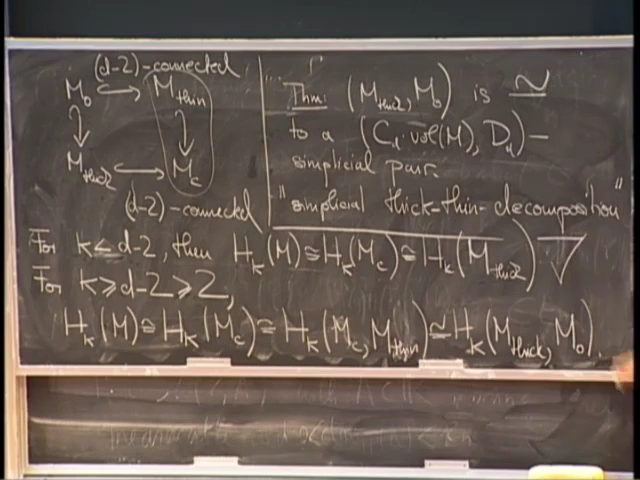 (d-2)-connected
M₀ ↪ M_thin
M_thick ↪ M_c
(d-2)-connected
Thm: (M_thick, M₀) is ≃
to a (C_d·vol(M), D_d)-
simplicial pair.
"simplicial thick-thin-decomposition"
For k ≤ d-2, then H_k(M) ≅ H_k(M_c) ≅ H_k(M_thick)
For k ≥ d-2 ≥ 2,
H_k(M) ≅ H_k(M_c) ≅ H_k(M_c, M_thin) ≅ H_k(M_thick, M₀).